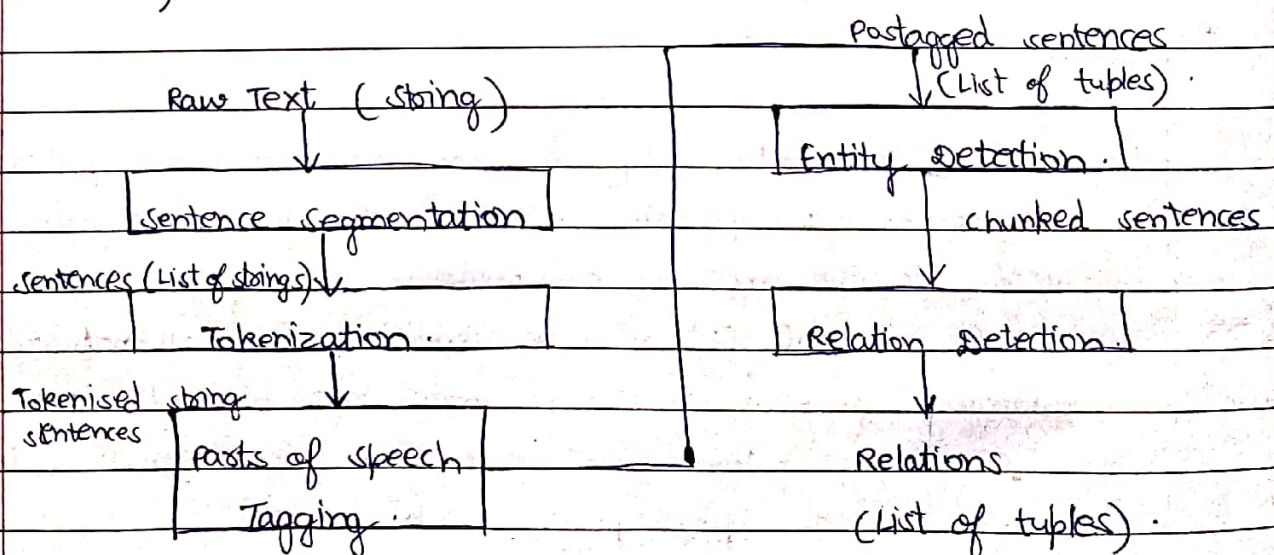 Raw Text (string)
Sentence segmentation
sentences (List of strings)
Tokenization.
Tokenised string
sentences
parts of speech
Tagging.
Postagged sentences
(List of tuples).
Entity Detection.
chunked sentences
Relation Detection.
Relations
(List of tuples).